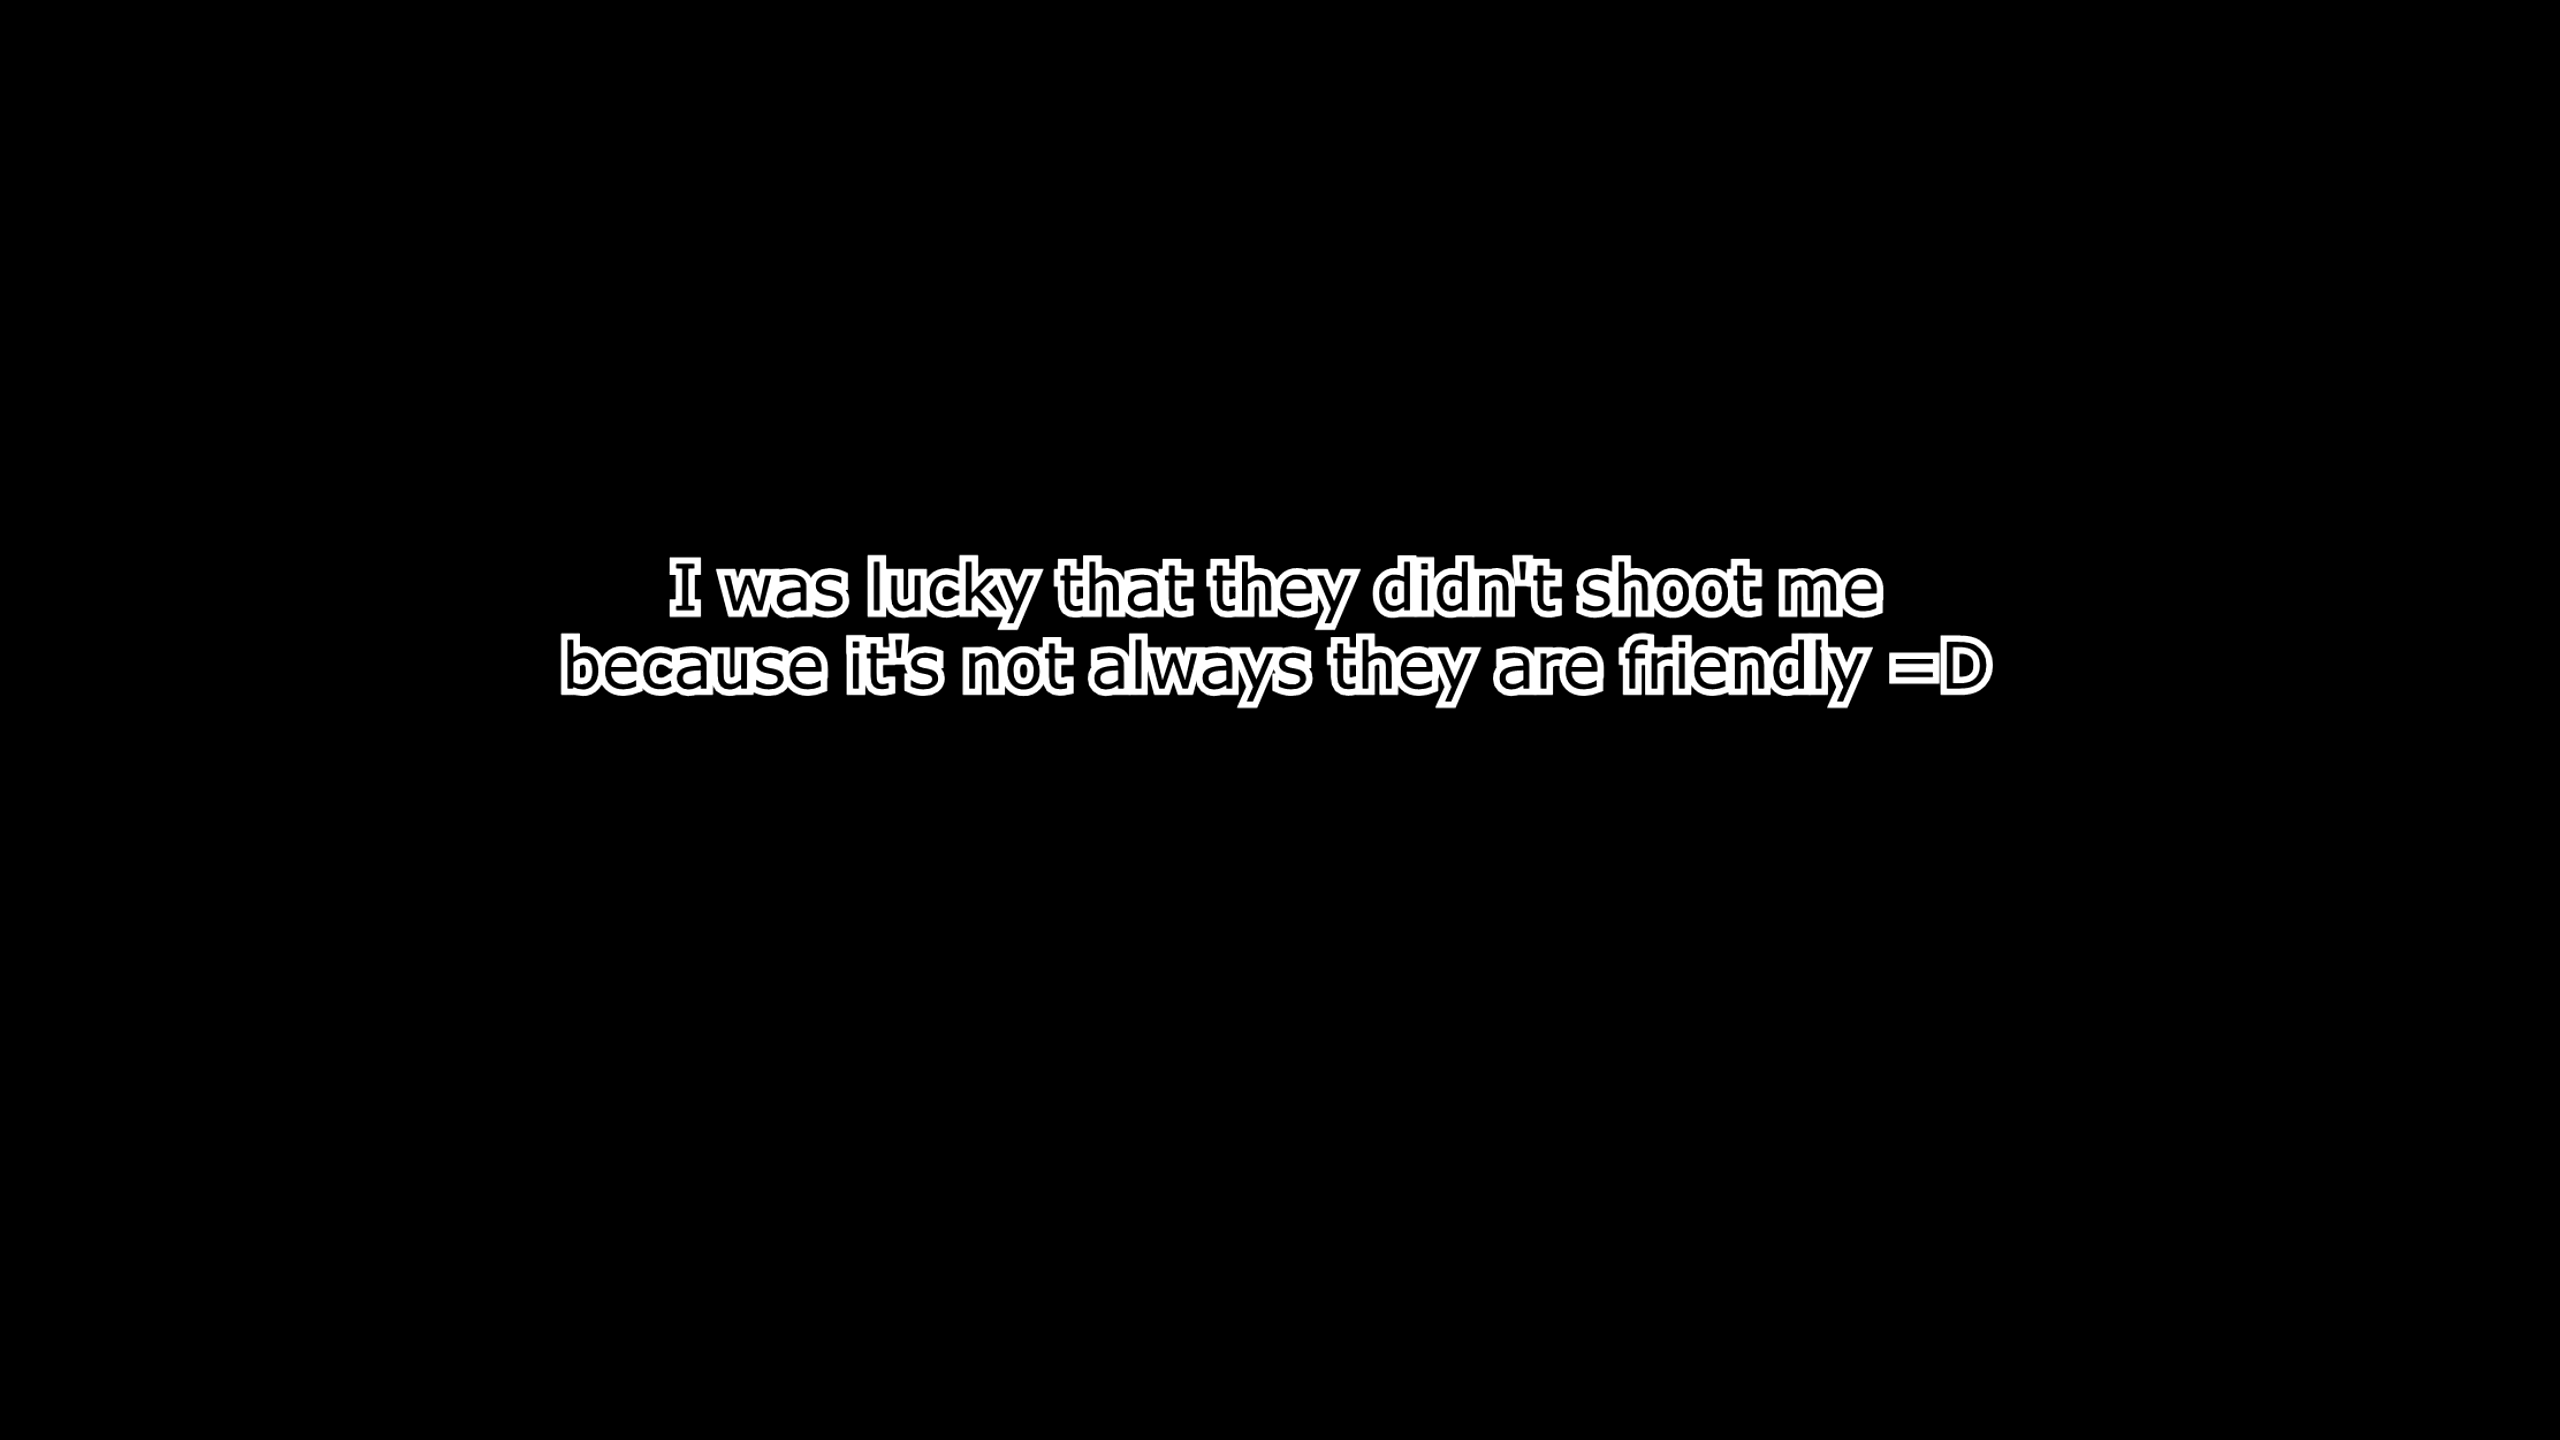 I was lucky that they didn't shoot me
because it's not always they are friendly =D